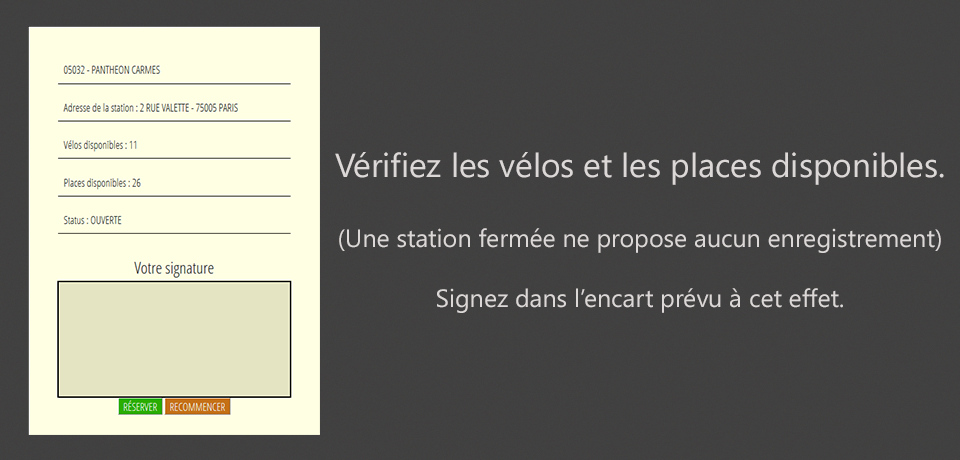 05032 - PANTHEON CARMES
Adresse de la station : 2 RUE VALETTE - 75005 PARIS
Vélos disponibles : 11
Places disponibles : 26
Status : OUVERTE
Votre signature
RÉSERVER RECOMMENCER
Vérifiez les vélos et les places disponibles.
(Une station fermée ne propose aucun enregistrement)
Signez dans l’encart prévu à cet effet.